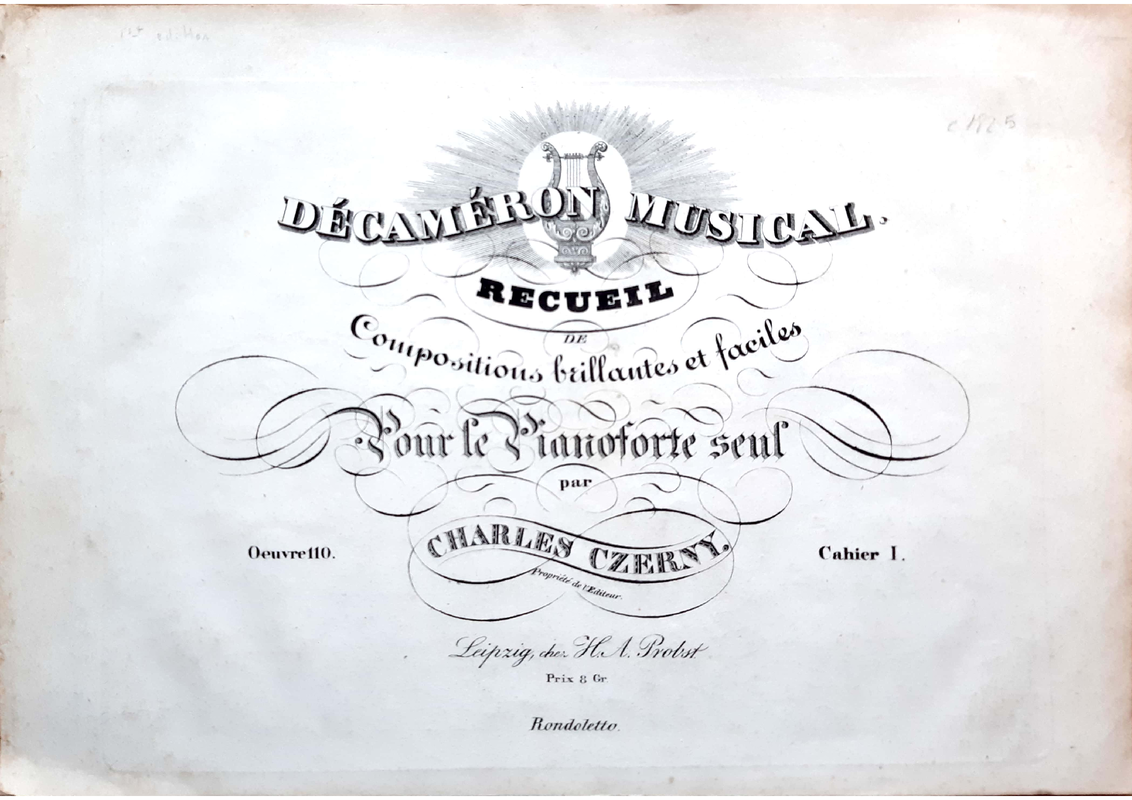 1st edition
c 1825
DÉCAMÉRON MUSICAL.
RECUEIL
DE
Compositions brillantes et faciles
Pour le Pianoforte seul
par
CHARLES CZERNY.
Oeuvre 110.
Cahier I.
Propriété de l'Editeur.
Leipzig, chez H. A. Probst.
Prix 8 Gr.
Rondoletto.